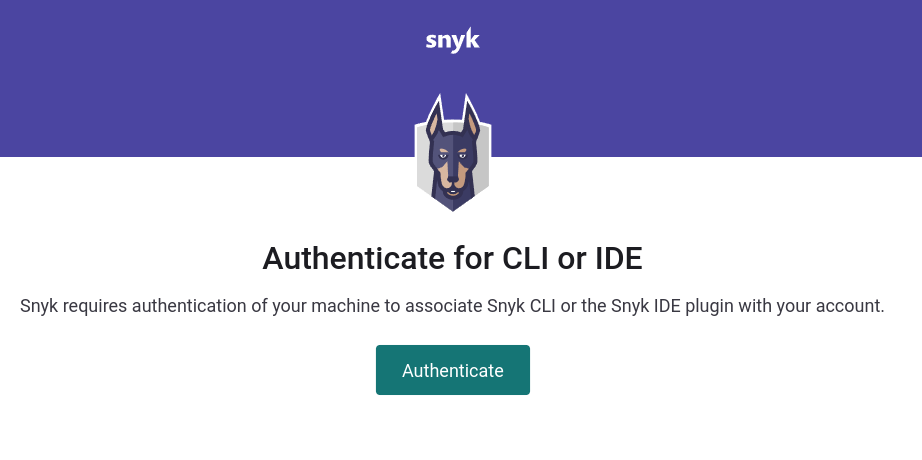 snyk
Authenticate for CLI or IDE
Snyk requires authentication of your machine to associate Snyk CLI or the Snyk IDE plugin with your account.
Authenticate